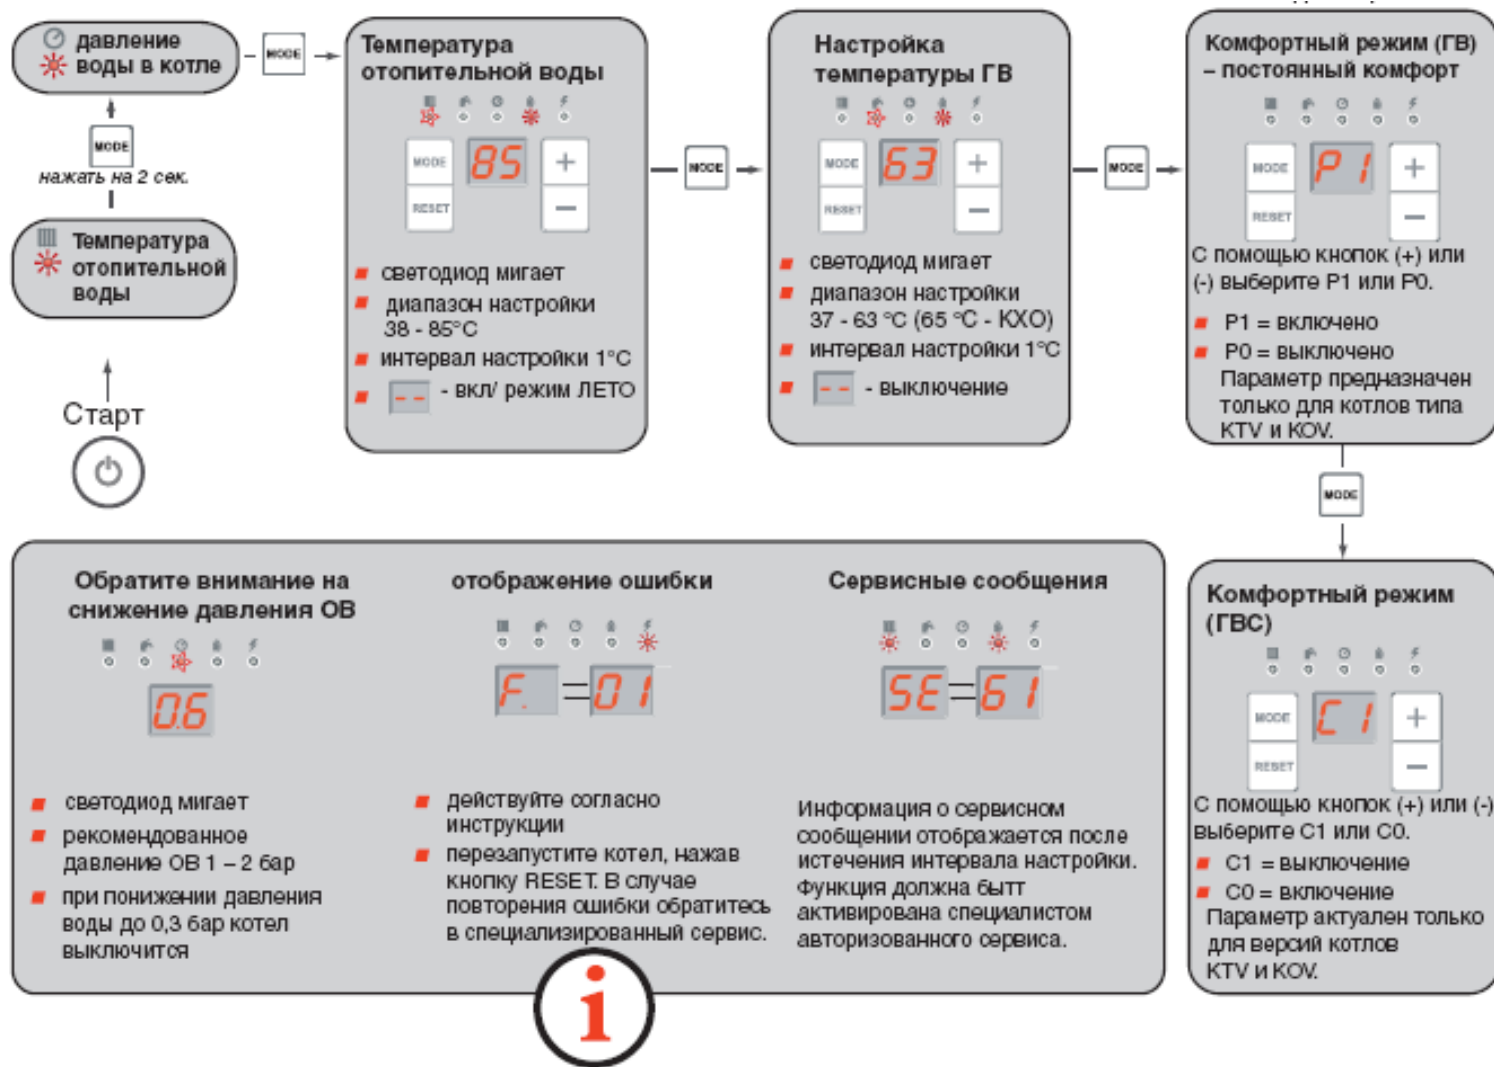 давление
воды в котле
MODE
MODE
нажать на 2 сек.
Температура
отопительной
воды
Старт
Температура
отопительной воды
MODE
85
+
RESET
–
светодиод мигает
диапазон настройки
38 - 85°C
интервал настройки 1°C
-- - вкл/ режим ЛЕТО
MODE
Настройка
температуры ГВ
MODE
63
+
RESET
–
светодиод мигает
диапазон настройки
37 - 63 °C (65 °C - КХО)
интервал настройки 1°C
-- - выключение
MODE
Комфортный режим (ГВ)
– постоянный комфорт
MODE
P1
+
RESET
–
С помощью кнопок (+) или
(-) выберите P1 или P0.
P1 = включено
P0 = выключено
Параметр предназначен
только для котлов типа
KTV и KOV.
MODE
Комфортный режим
(ГВС)
MODE
C1
+
RESET
–
С помощью кнопок (+) или (-)
выберите C1 или C0.
C1 = выключение
C0 = включение
Параметр актуален только
для версий котлов
KTV и KOV.
Обратите внимание на
снижение давления ОВ
0.6
светодиод мигает
рекомендованное
давление ОВ 1 – 2 бар
при понижении давления
воды до 0,3 бар котел
выключится
отображение ошибки
F. = 01
действуйте согласно
инструкции
перезапустите котел, нажав
кнопку RESET. В случае
повторения ошибки обратитесь
в специализированный сервис.
Сервисные сообщения
SE = 61
Информация о сервисном
сообщении отображается после
истечения интервала настройки.
Функция должна бытт
активирована специалистом
авторизованного сервиса.
i